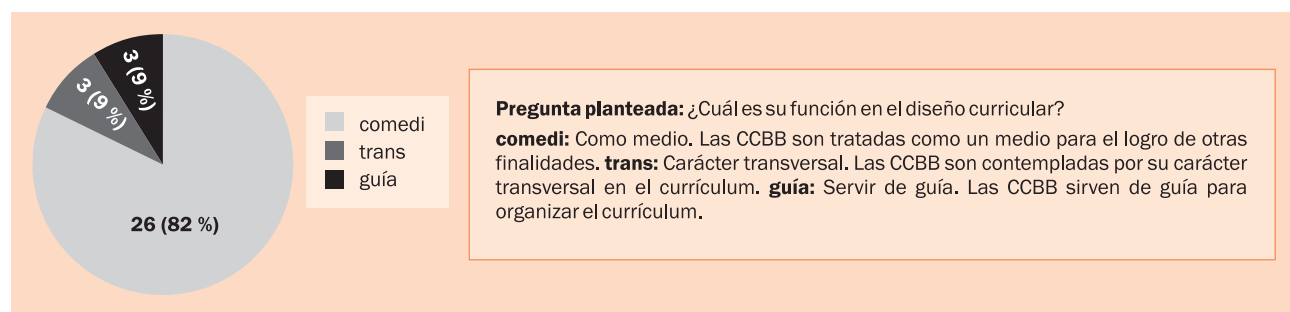 3 (9 %)
3 (9 %)
26 (82 %)
comedi
trans
guía
Pregunta planteada: ¿Cuál es su función en el diseño curricular?
comedi: Como medio. Las CCBB son tratadas como un medio para el logro de otras
finalidades. trans: Carácter transversal. Las CCBB son contempladas por su carácter
transversal en el currículum. guía: Servir de guía. Las CCBB sirven de guía para
organizar el currículum.